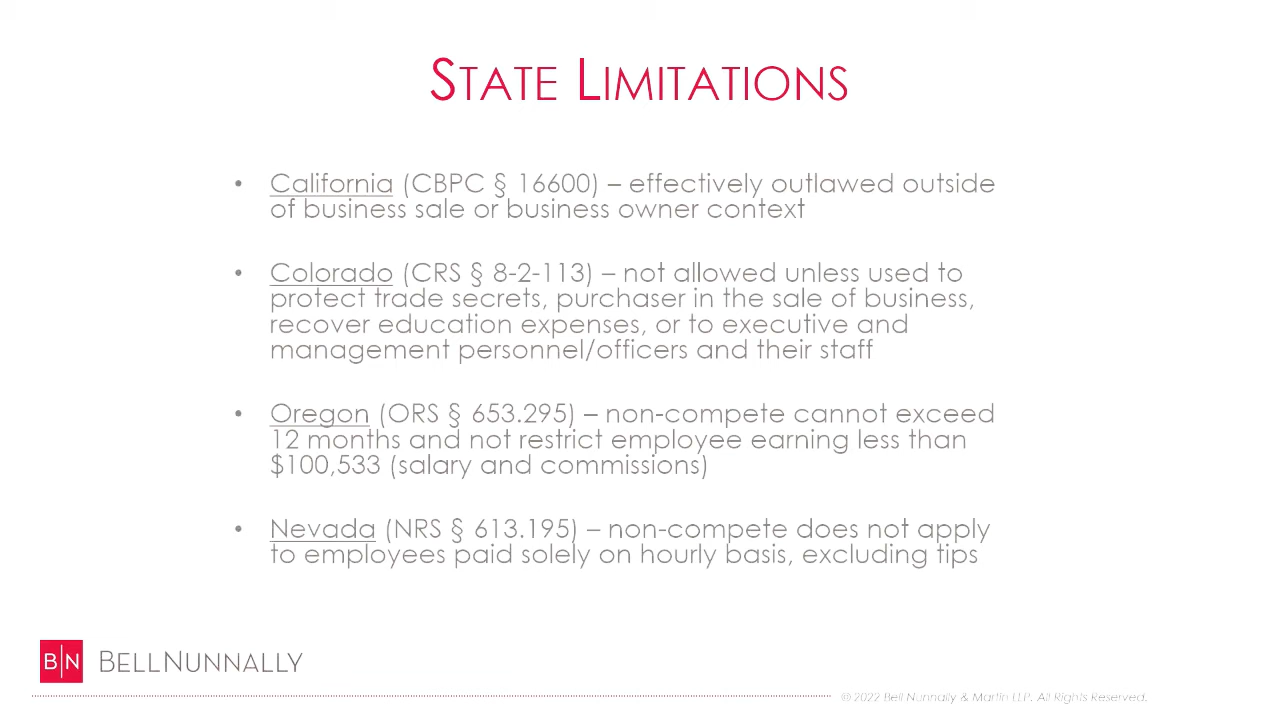 STATE LIMITATIONS
• California (CBPC § 16600) – effectively outlawed outside
of business sale or business owner context
• Colorado (CRS § 8-2-113) – not allowed unless used to
protect trade secrets, purchaser in the sale of business,
recover education expenses, or to executive and
management personnel/officers and their staff
• Oregon (ORS § 653.295) – non-compete cannot exceed
12 months and not restrict employee earning less than
$100,533 (salary and commissions)
• Nevada (NRS § 613.195) – non-compete does not apply
to employees paid solely on hourly basis, excluding tips
B|N BELLNUNNALLY
© 2022 Bell Nunnally & Martin LLP. All Rights Reserved.